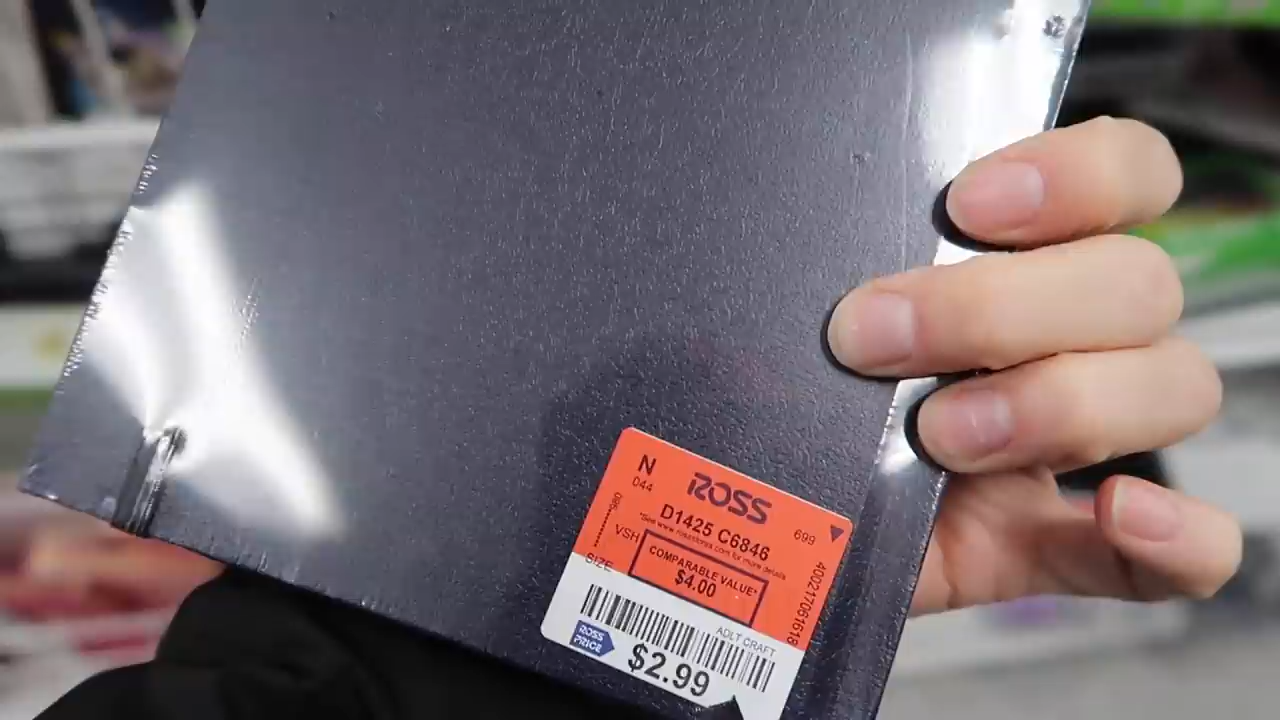 N
044
ROSS
D1425 C6846
699
*See www.rossstores.com for more details
VSH
SIZE
COMPARABLE VALUE*
$4.00
400217061618
ADLT CRAFT
ROSS
PRICE
$2.99